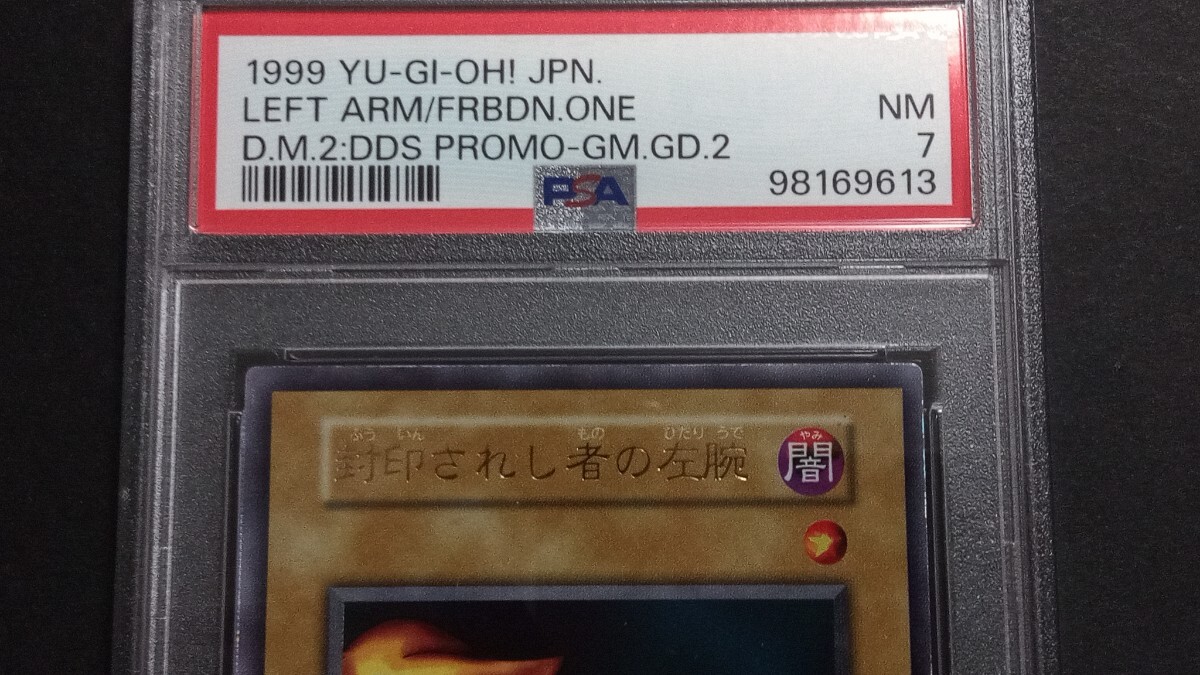 1999 YU-GI-OH! JPN.
LEFT ARM/FRBDN.ONE NM
D.M.2:DDS PROMO-GM.GD.2 7
PSA 98169613
ふう いん もの ひだり うで
封印されし者の左腕
やみ
闇